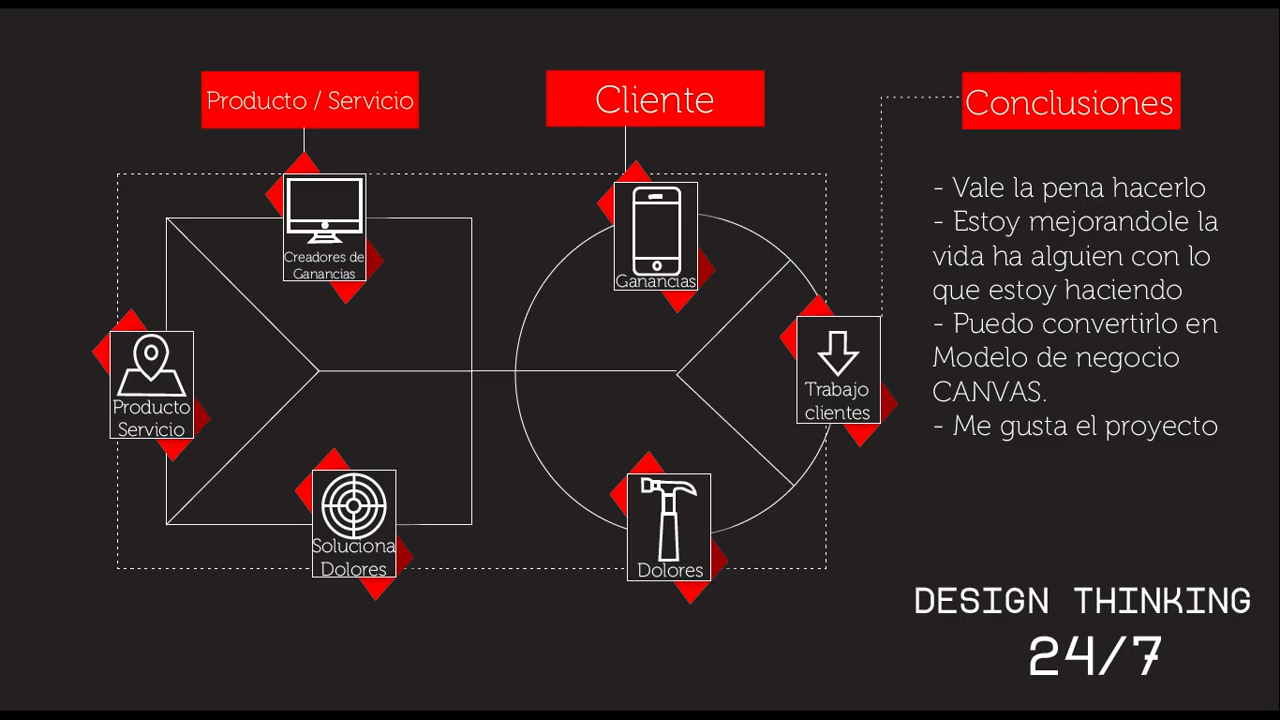 Producto / Servicio
Cliente
Conclusiones
Creadores de
Ganancias
Ganancias
Producto
Servicio
Trabajo
clientes
Soluciona
Dolores
Dolores
- Vale la pena hacerlo
- Estoy mejorandole la
vida ha alguien con lo
que estoy haciendo
- Puedo convertirlo en
Modelo de negocio
CANVAS.
- Me gusta el proyecto
DESIGN THINKING
24/7